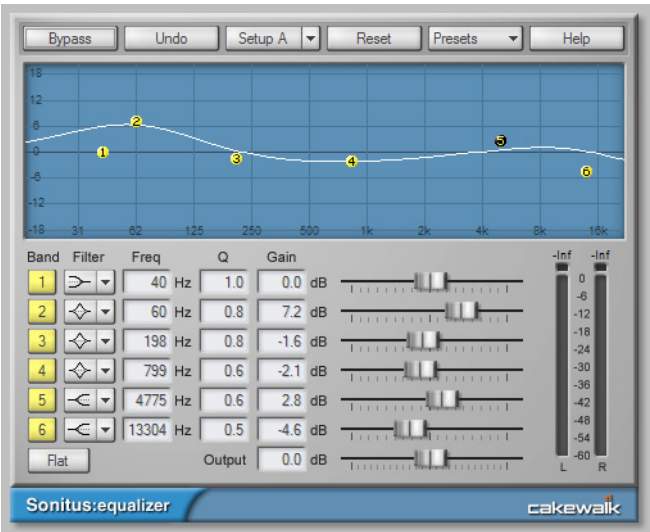 Bypass Undo Setup A Reset Presets Help
18
12
6
0
-6
-12
-18 31 62 125 250 500 1k 2k 4k 8k 16k
1 2 3 4 5 6
Band Filter Freq Q Gain -Inf -Inf
1 40 Hz 1.0 0.0 dB
2 60 Hz 0.8 7.2 dB
3 198 Hz 0.8 -1.6 dB
4 799 Hz 0.6 -2.1 dB
5 4775 Hz 0.6 2.8 dB
6 13304 Hz 0.5 -4.6 dB
Flat Output 0.0 dB
0
-6
-12
-18
-24
-30
-36
-42
-48
-54
-60
L R
Sonitus:equalizer cakewalk